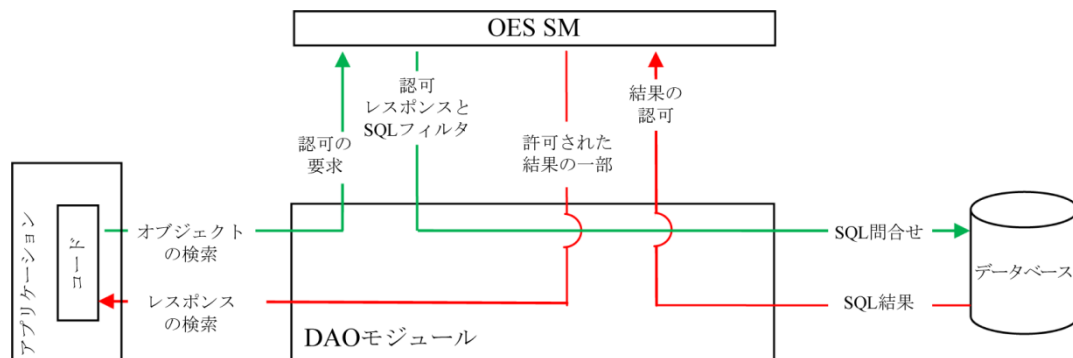 OES SM
認可の
要求
認可
レスポンスと
SQLフィルタ
許可された
結果の一部
結果の
認可
アプリケーション
コード
オブジェクト
の検索
レスポンス
の検索
DAOモジュール
SQL問合せ
SQL結果
データベース